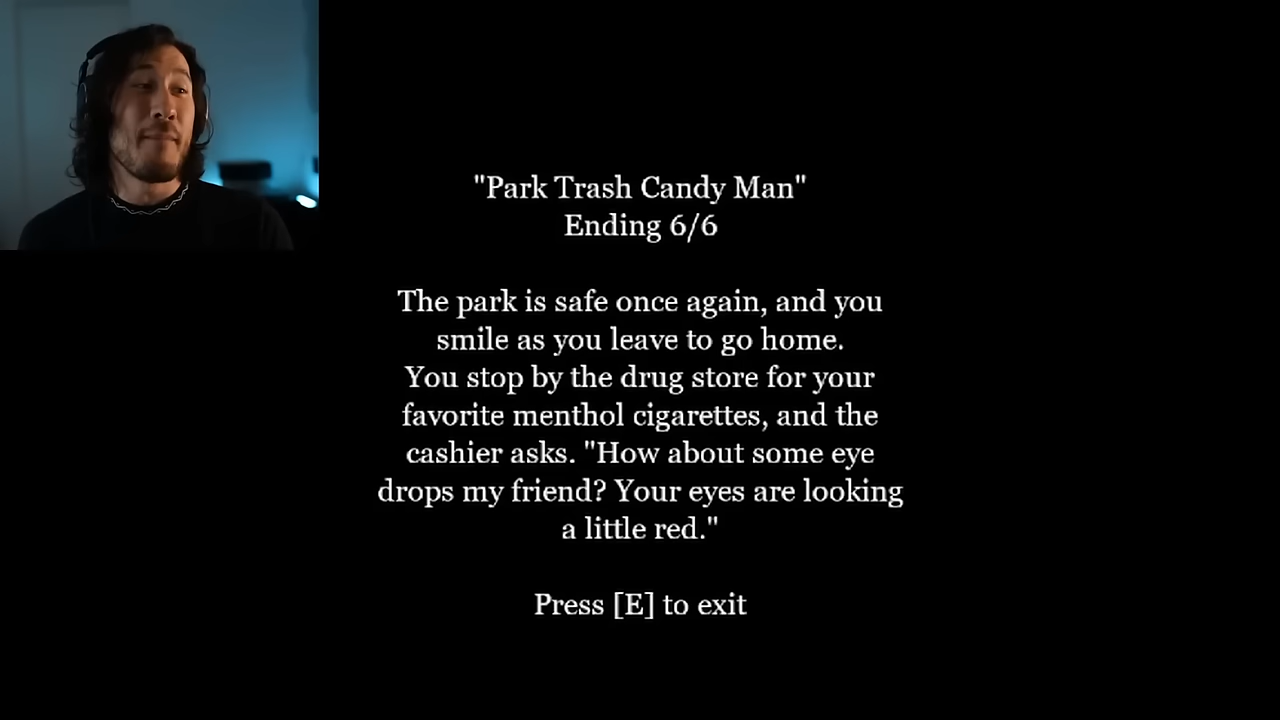 "Park Trash Candy Man"
Ending 6/6
The park is safe once again, and you
smile as you leave to go home.
You stop by the drug store for your
favorite menthol cigarettes, and the
cashier asks. "How about some eye
drops my friend? Your eyes are looking
a little red."
Press [E] to exit